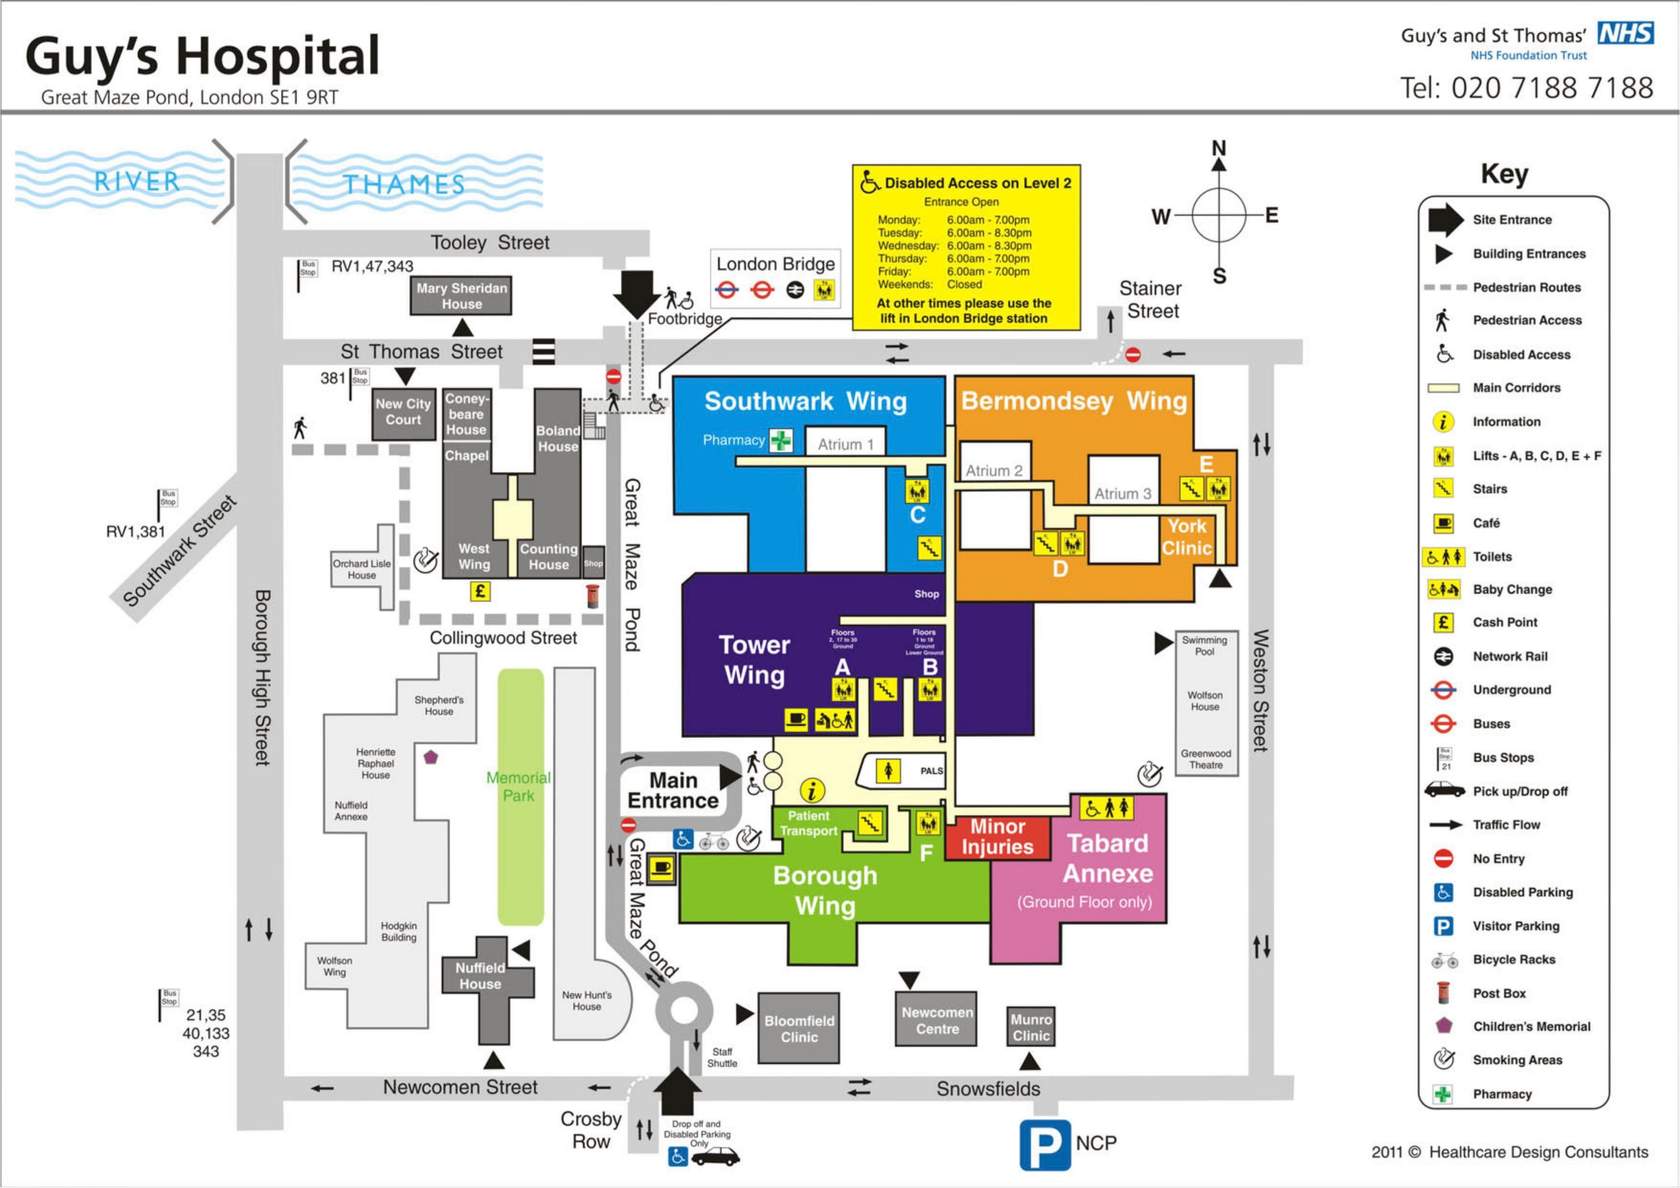 Guy's Hospital
Great Maze Pond, London SE1 9RT
Guy's and St Thomas' NHS
NHS Foundation Trust
Tel: 020 7188 7188
RIVER
THAMES
Tooley Street
Bus
Stop
RV1,47,343
Mary Sheridan
House
London Bridge
Footbridge
Disabled Access on Level 2
Entrance Open
Monday: 6.00am - 7.00pm
Tuesday: 6.00am - 8.30pm
Wednesday: 6.00am - 8.30pm
Thursday: 6.00am - 7.00pm
Friday: 6.00am - 7.00pm
Weekends: Closed
At other times please use the
lift in London Bridge station
N
W
E
S
Stainer
Street
St Thomas Street
381
Bus
Stop
New City
Court
Coney-
beare
House
Chapel
Boland
House
West
Wing
Counting
House
Shop
£
Orchard Lisle
House
Bus
Stop
RV1,381
Southwark Street
Borough High Street
Great Maze Pond
Collingwood Street
Southwark Wing
Pharmacy
Atrium 1
C
Bermondsey Wing
Atrium 2
Atrium 3
E
York
Clinic
D
Shop
Tower
Wing
Floors
2, 17 to 30
Ground
A
Floors
1 to 16
Ground
Lower Ground
B
Swimming
Pool
Wolfson
House
Greenwood
Theatre
Weston Street
Shepherd's
House
Henriette
Raphael
House
Nuffield
Annexe
Hodgkin
Building
Wolfson
Wing
Memorial
Park
Nuffield
House
New Hunt's
House
Main
Entrance
i
PALS
Patient
Transport
F
Minor
Injuries
Tabard
Annexe
(Ground Floor only)
Borough
Wing
Great Maze Pond
Bloomfield
Clinic
Newcomen
Centre
Munro
Clinic
Staff
Shuttle
Bus
Stop
21,35
40,133
343
Newcomen Street
Snowsfields
Crosby
Row
Drop off and
Disabled Parking
Only
P
NCP
Key
Site Entrance
Building Entrances
Pedestrian Routes
Pedestrian Access
Disabled Access
Main Corridors
i Information
Lifts - A, B, C, D, E + F
Stairs
Café
Toilets
Baby Change
£ Cash Point
Network Rail
Underground
Buses
Bus
Stop
21
Bus Stops
Pick up/Drop off
Traffic Flow
No Entry
Disabled Parking
P Visitor Parking
Bicycle Racks
Post Box
Children's Memorial
Smoking Areas
Pharmacy
2011 © Healthcare Design Consultants